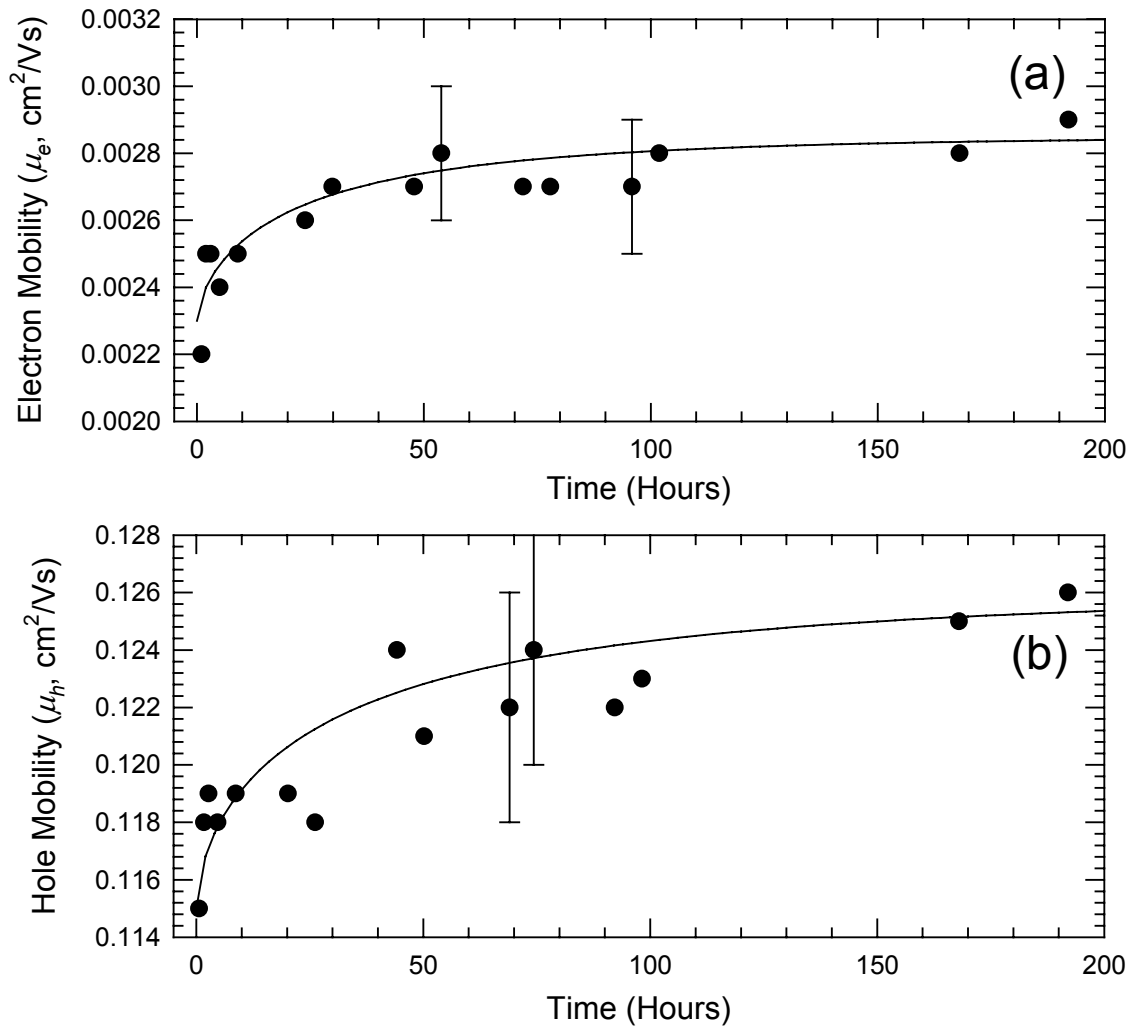 (a)
Electron Mobility (μe, cm²/Vs)
0.0032
0.0030
0.0028
0.0026
0.0024
0.0022
0.0020
0 50 100 150 200
Time (Hours)
(b)
Hole Mobility (μh, cm²/Vs)
0.128
0.126
0.124
0.122
0.120
0.118
0.116
0.114
0 50 100 150 200
Time (Hours)